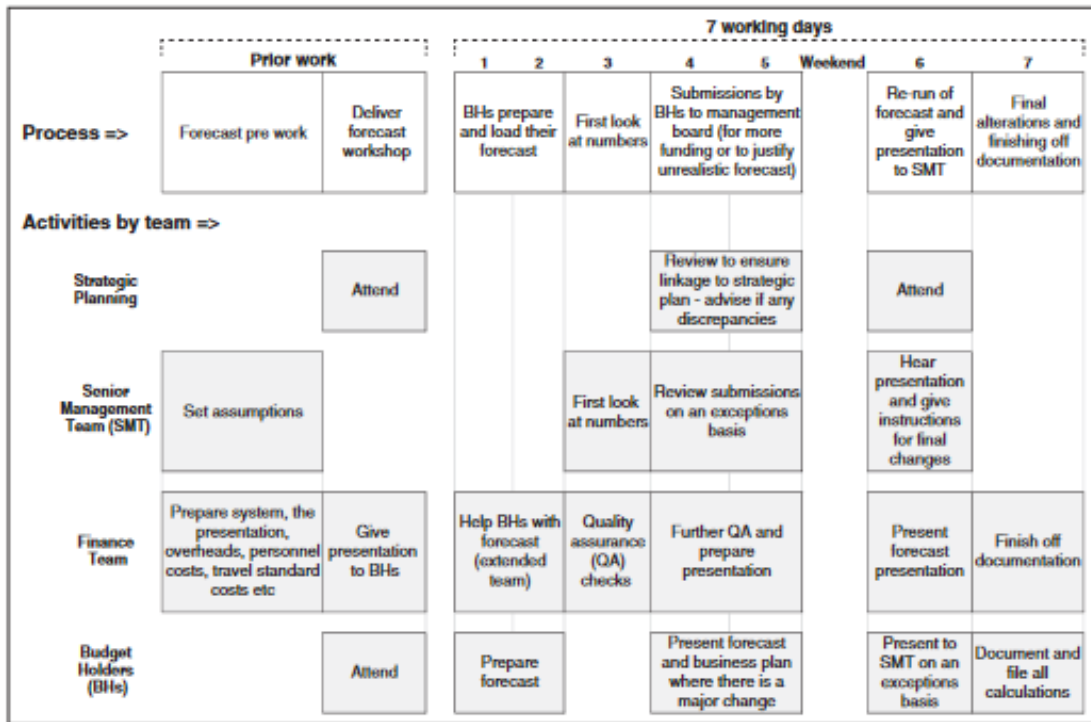 7 working days
Prior work
1 2 3 4 5 Weekend 6 7
Process =>
Forecast pre work
Deliver
forecast
workshop
BHs prepare
and load their
forecast
First look
at numbers
Submissions by
BHs to management
board (for more
funding or to justify
unrealistic forecast)
Re-run of
forecast and
give
presentation
to SMT
Final
alterations and
finishing off
documentation
Activities by team =>
Strategic
Planning
Attend
Review to ensure
linkage to strategic
plan - advise if any
discrepancies
Attend
Senior
Management
Team (SMT)
Set assumptions
First look
at numbers
Review submissions
on an exceptions
basis
Hear
presentation
and give
instructions
for final
changes
Finance
Team
Prepare system, the
presentation,
overheads, personnel
costs, travel standard
costs etc
Give
presentation
to BHs
Help BHs with
forecast
(extended
team)
Quality
assurance
(QA)
checks
Further QA and
prepare
presentation
Present
forecast
presentation
Finish off
documentation
Budget
Holders
(BHs)
Attend
Prepare
forecast
Present forecast
and business plan
where there is a
major change
Present to
SMT on an
exceptions
basis
Document and
file all
calculations